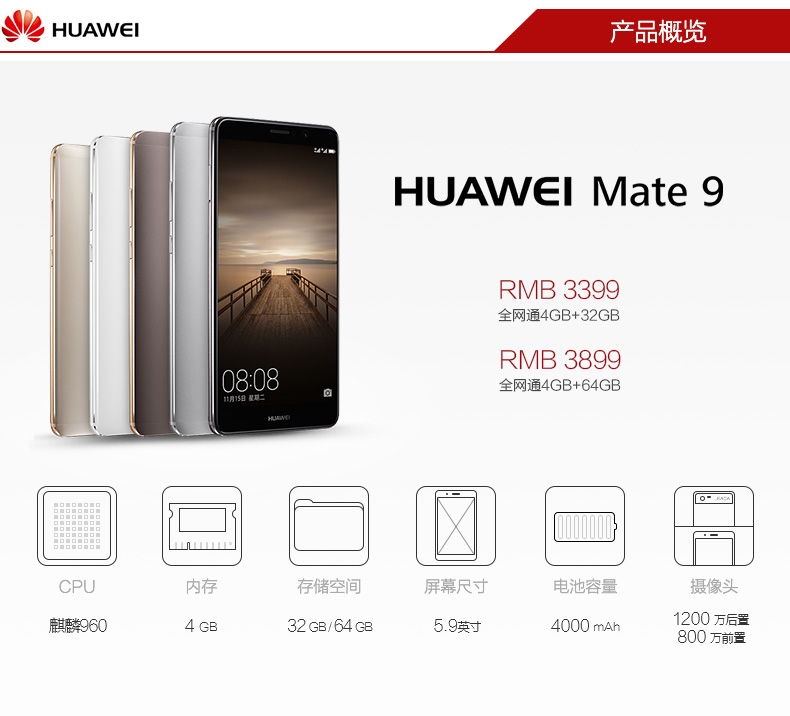 HUAWEI
产品概览
HUAWEI Mate 9
RMB 3399
全网通4GB+32GB
RMB 3899
全网通4GB+64GB
08:08
11月15日 星期二
HUAWEI
CPU
内存
存储空间
屏幕尺寸
电池容量
摄像头
麒麟960
4 GB
32 GB / 64 GB
5.9英寸
4000 mAh
1200 万后置
800 万前置